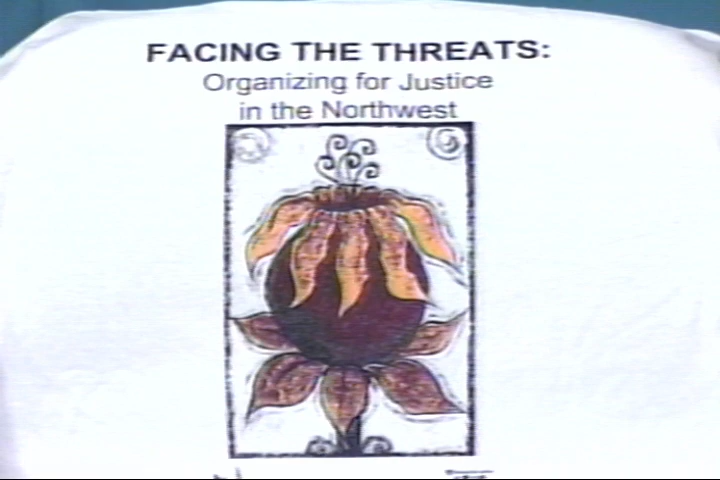 FACING THE THREATS:
Organizing for Justice
in the Northwest